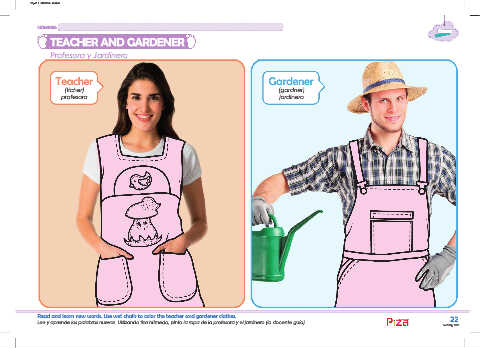 TEACHER AND GARDENER
Profesora y Jardinero
Teacher
(ticher)
profesora
Gardener
(gardner)
jardinero
Read and learn new words. Use wet chalk to color the teacher and gardener clothes.
Lee y aprende las palabras nuevas. Utilizando tiza mojada, pinta la ropa de la profesora y el jardinero (a: docente guía)
22